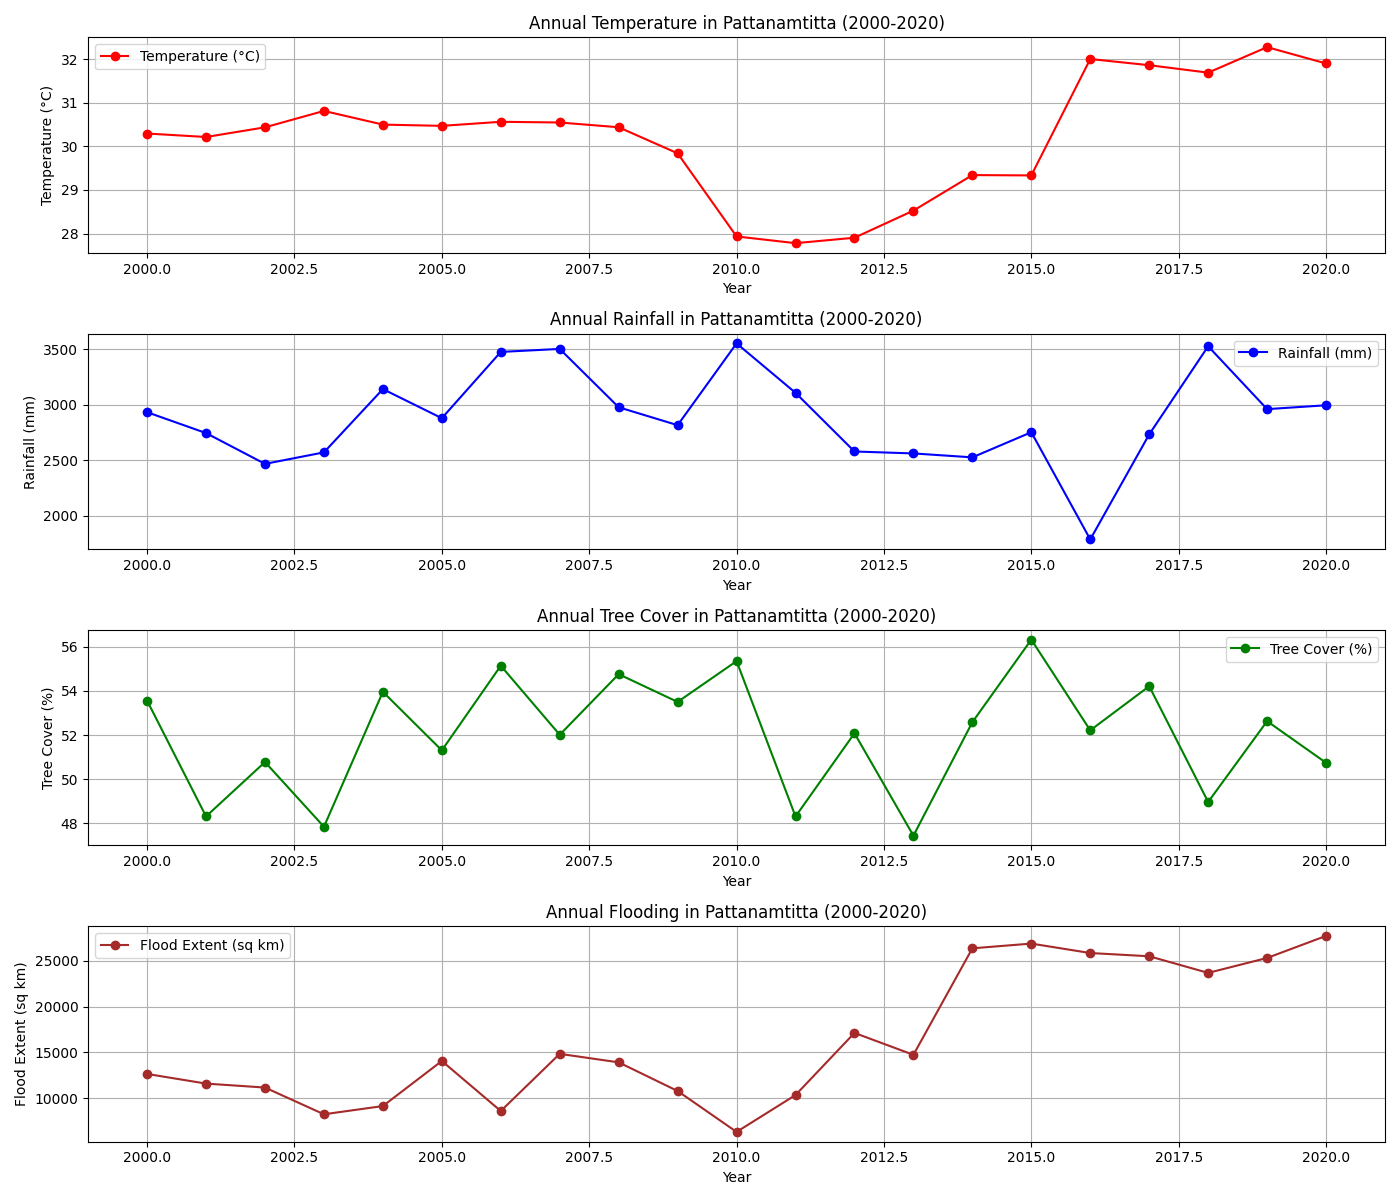 Annual Temperature in Pattanamtitta (2000-2020)
Temperature (°C)
Temperature (°C)
32
31
30
29
28
2000.0 2002.5 2005.0 2007.5 2010.0 2012.5 2015.0 2017.5 2020.0
Year
Annual Rainfall in Pattanamtitta (2000-2020)
Rainfall (mm)
Rainfall (mm)
3500
3000
2500
2000
2000.0 2002.5 2005.0 2007.5 2010.0 2012.5 2015.0 2017.5 2020.0
Year
Annual Tree Cover in Pattanamtitta (2000-2020)
Tree Cover (%)
Tree Cover (%)
56
54
52
50
48
2000.0 2002.5 2005.0 2007.5 2010.0 2012.5 2015.0 2017.5 2020.0
Year
Annual Flooding in Pattanamtitta (2000-2020)
Flood Extent (sq km)
Flood Extent (sq km)
25000
20000
15000
10000
2000.0 2002.5 2005.0 2007.5 2010.0 2012.5 2015.0 2017.5 2020.0
Year